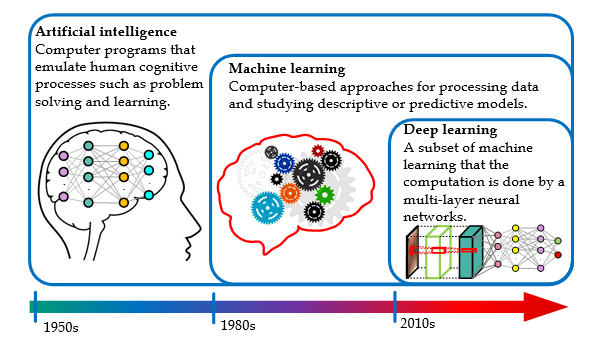 Artificial intelligence
Computer programs that
emulate human cognitive
processes such as problem
solving and learning.
Machine learning
Computer-based approaches for processing data
and studying descriptive or predictive models.
Deep learning
A subset of machine
learning that the
computation is done by a
multi-layer neural
networks.
1950s
1980s
2010s